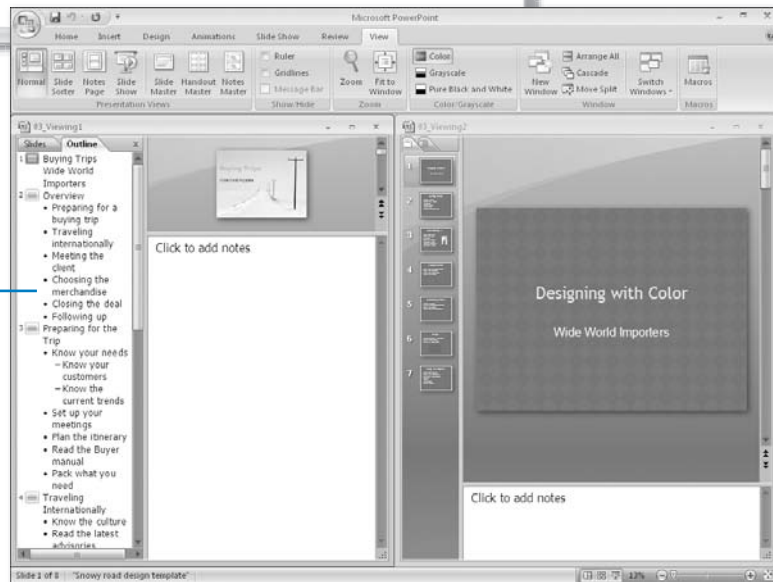 Microsoft PowerPoint
Home Insert Design Animations Slide Show Review View
Normal
Slide Sorter
Notes Page
Slide Show
Slide Master
Handout Master
Notes Master
Presentation Views
Ruler
Gridlines
Message Bar
Show/Hide
Zoom
Fit to Window
Zoom
Color
Grayscale
Pure Black and White
Color/Grayscale
New Window
Arrange All
Cascade
Move Split
Switch Windows
Window
Macros
Macros
03_Viewing1
Slides Outline
1 Buying Trips
Wide World
Importers
2 Overview
• Preparing for a
buying trip
• Traveling
internationally
• Meeting the
client
• Choosing the
merchandise
• Closing the deal
• Following up
3 Preparing for the
Trip
• Know your needs
– Know your
customers
– Know the
current trends
• Set up your
meetings
• Plan the itinerary
• Read the Buyer
manual
• Pack what you
need
4 Traveling
Internationally
• Know the culture
• Read the latest
advisories
Buying Trips
Click to add notes
03_Viewing2
1
2
3
4
5
6
7
Designing with Color
Wide World Importers
Click to add notes
Slide 1 of 8 "Snowy road design template" 13%